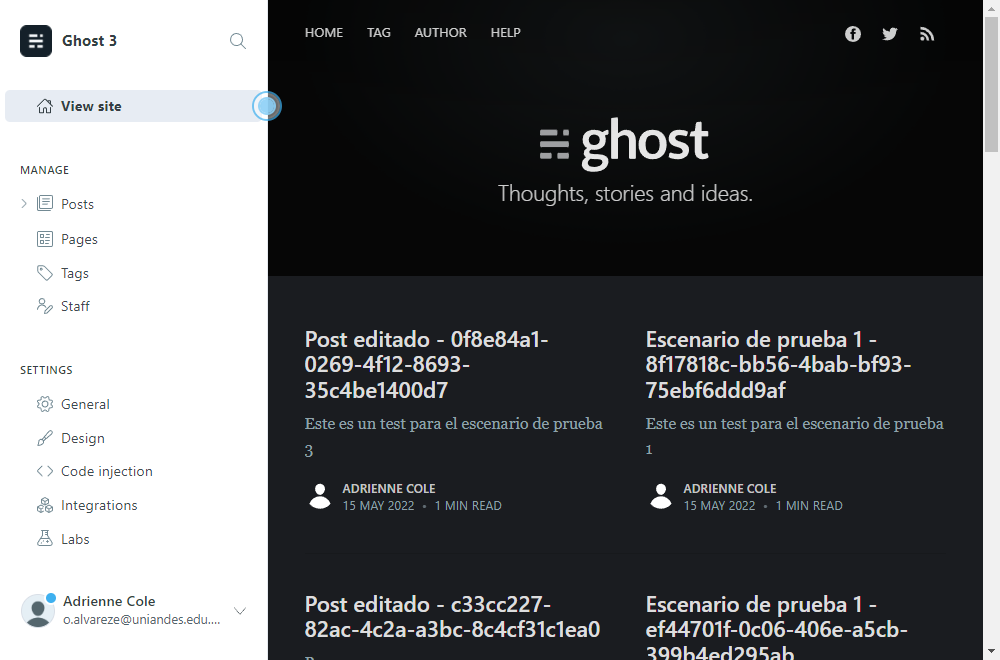 Ghost 3
View site
MANAGE
Posts
Pages
Tags
Staff
SETTINGS
General
Design
Code injection
Integrations
Labs
Adrienne Cole
o.alvareze@uniandes.edu....
HOME TAG AUTHOR HELP
ghost
Thoughts, stories and ideas.
Post editado - 0f8e84a1-
0269-4f12-8693-
35c4be1400d7
Este es un test para el escenario de prueba
3
ADRIENNE COLE
15 MAY 2022 • 1 MIN READ
Escenario de prueba 1 -
8f17818c-bb56-4bab-bf93-
75ebf6ddd9af
Este es un test para el escenario de prueba
1
ADRIENNE COLE
15 MAY 2022 • 1 MIN READ
Post editado - c33cc227-
82ac-4c2a-a3bc-8c4cf31c1ea0
Escenario de prueba 1 -
ef44701f-0c06-406e-a5cb-
399b4ed295ab